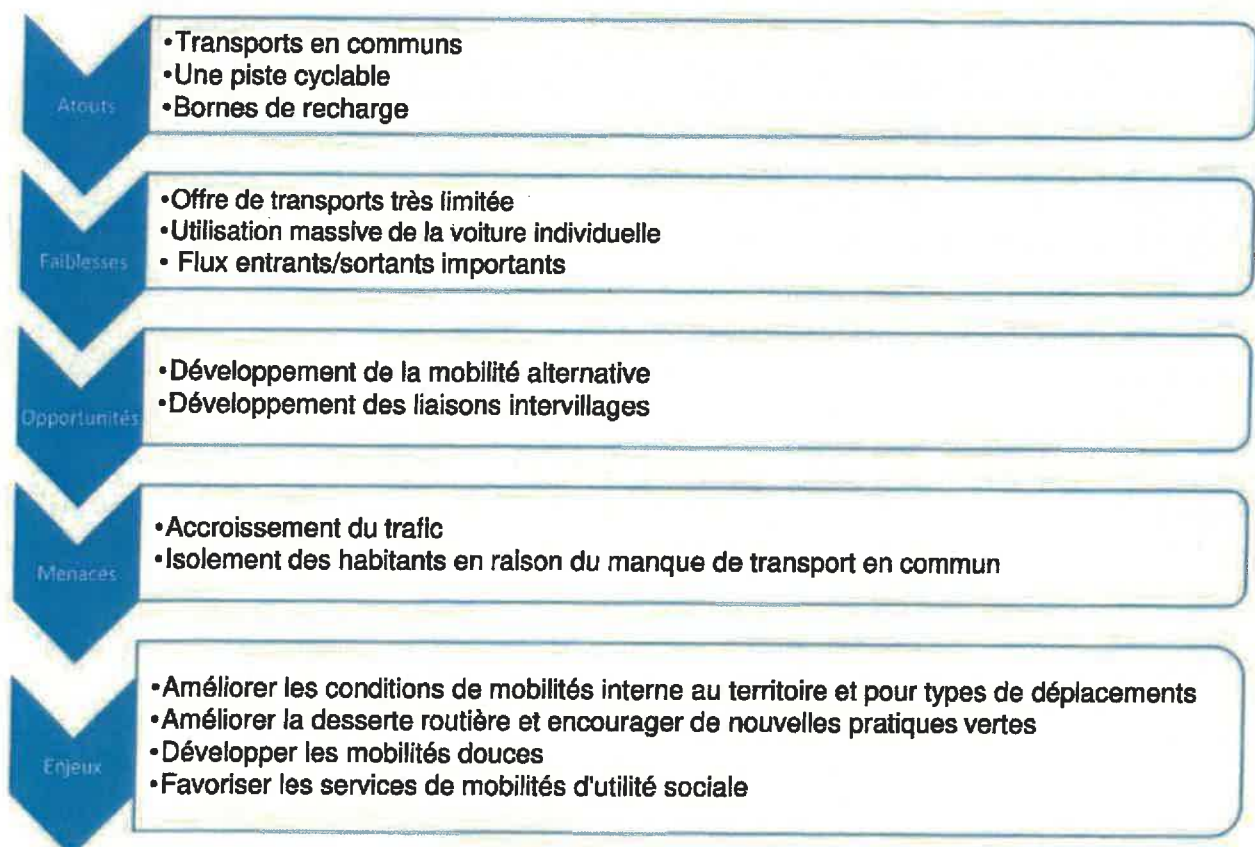 Atouts
•Transports en communs
•Une piste cyclable
•Bornes de recharge
Faiblesses
•Offre de transports très limitée
•Utilisation massive de la voiture individuelle
• Flux entrants/sortants importants
Opportunités
•Développement de la mobilité alternative
•Développement des liaisons intervillages
Menaces
•Accroissement du trafic
•Isolement des habitants en raison du manque de transport en commun
Enjeux
•Améliorer les conditions de mobilités interne au territoire et pour types de déplacements
•Améliorer la desserte routière et encourager de nouvelles pratiques vertes
•Développer les mobilités douces
•Favoriser les services de mobilités d'utilité sociale